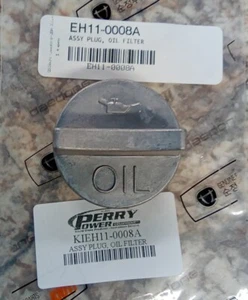 EH11-0008A
ASSY PLUG, OIL FILTER
EH11-0008A
OIL
PERRY
POWER
KIEH11-0008A
ASSY PLUG, OIL FILTER